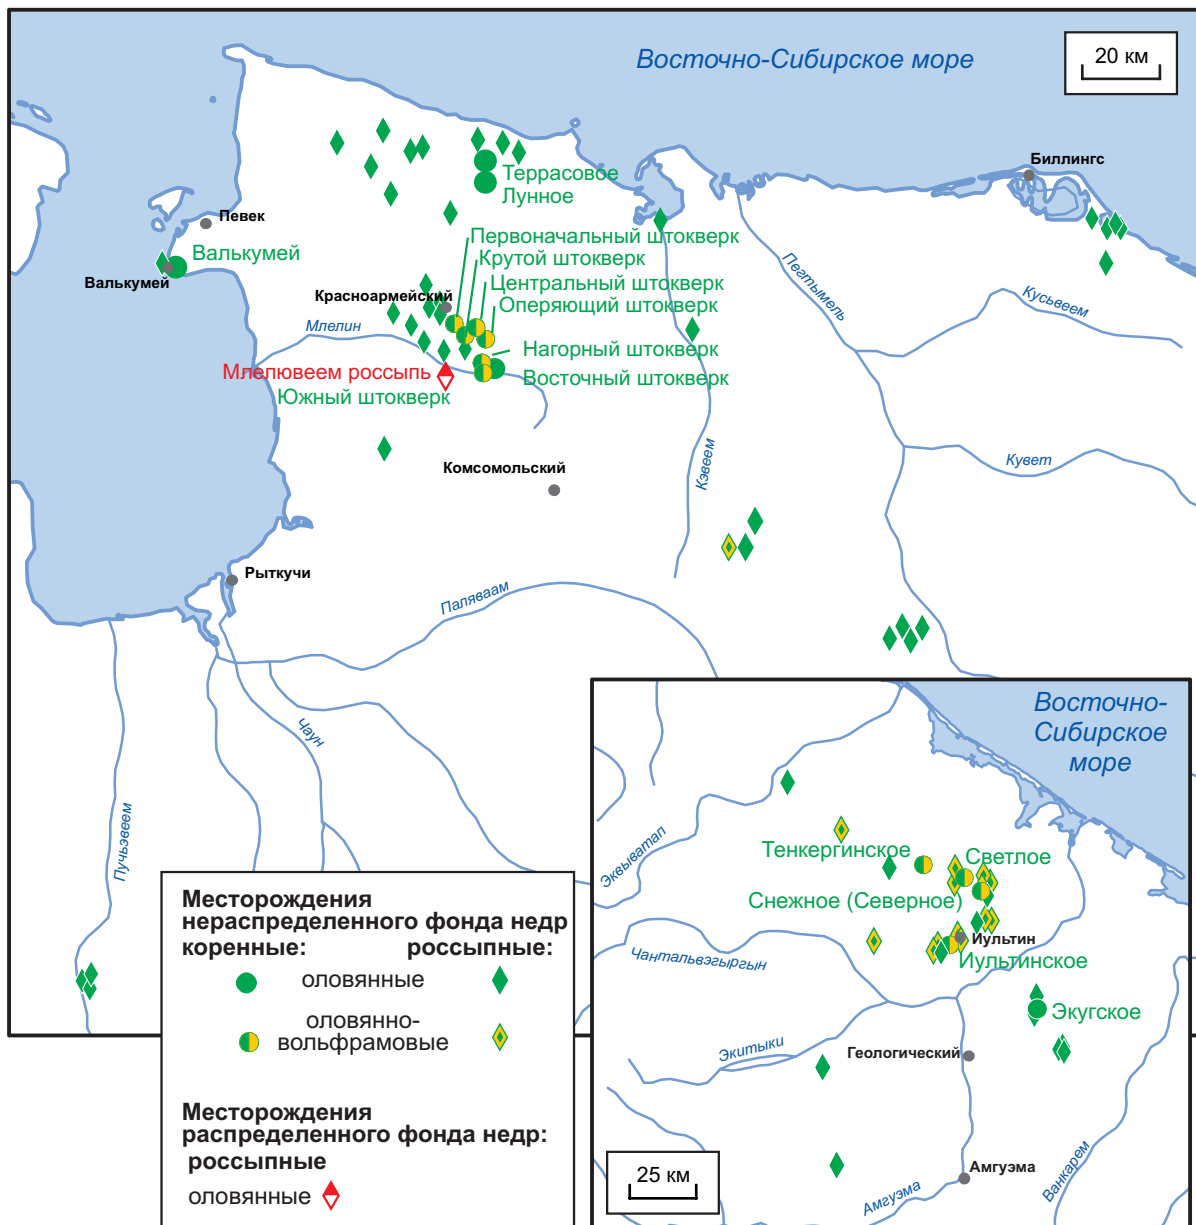 Восточно-Сибирское море
20 км
Биллингс
Террасовое
Лунное
Певек
Первоначальный штокверк
Валькумей
Крутой штокверк
Валькумей
Центральный штокверк
Красноармейский
Оперяющий штокверк
Пегтымель
Кусьвеем
Млелин
Нагорный штокверк
Млелювеем россыпь
Восточный штокверк
Южный штокверк
Комсомольский
Кэвеем
Кувет
Рыткучи
Паляваам
Чаун
Пучьэвеем
Восточно-
Сибирское
море
Эквыватап
Тенкергинское
Светлое
Снежное (Северное)
Иультин
Чантальвэгыргын
Иультинское
Экугское
Экитыки
Геологический
Амгуэма
Амгуэма
Ванкарем
25 км
Месторождения
нераспределенного фонда недр
коренные: россыпные:
оловянные
оловянно-
вольфрамовые
Месторождения
распределенного фонда недр:
россыпные
оловянные